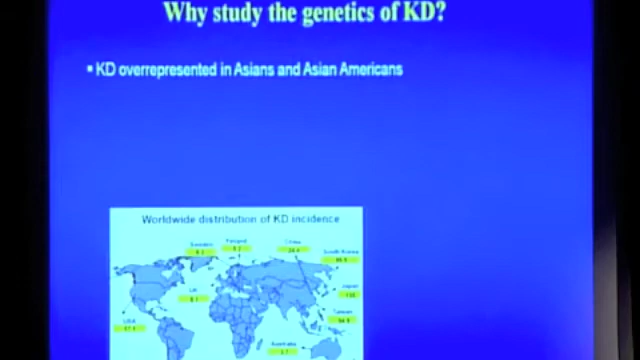 Why study the genetics of KD?
▪ KD overrepresented in Asians and Asian Americans
Worldwide distribution of KD incidence
Sweden
Finland
China
South Korea
UK
Japan
Taiwan
USA
Australia